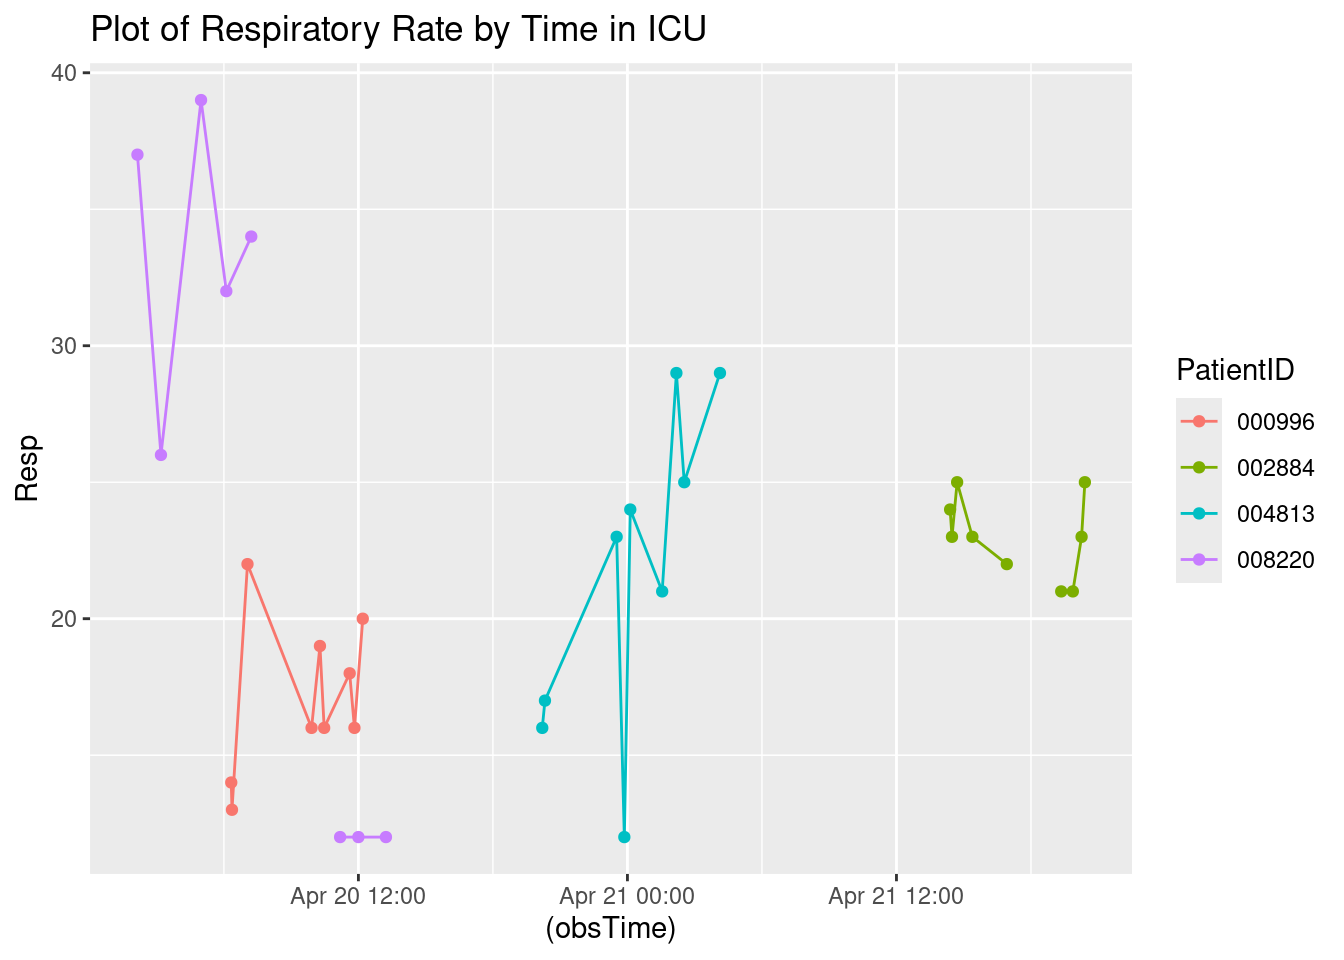 Plot of Respiratory Rate by Time in ICU
40
30
20
Resp
Apr 20 12:00
Apr 21 00:00
Apr 21 12:00
(obsTime)
PatientID
000996
002884
004813
008220